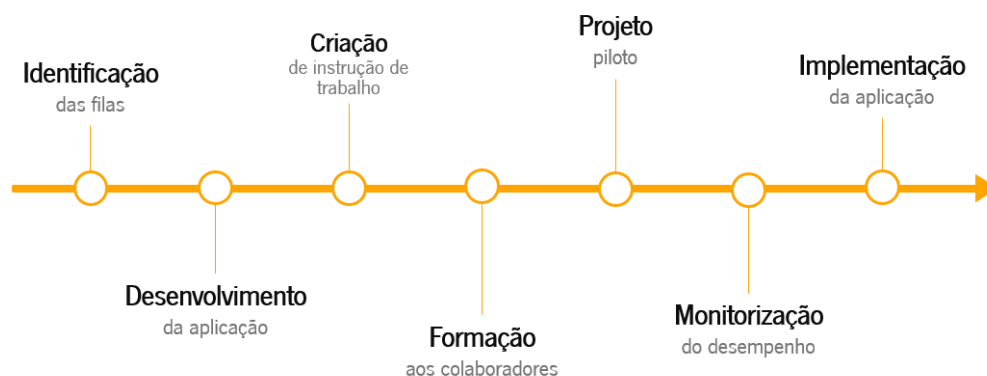 Identificação
das filas
Desenvolvimento
da aplicação
Criação
de instrução de
trabalho
Formação
aos colaboradores
Projeto
piloto
Monitorização
do desempenho
Implementação
da aplicação